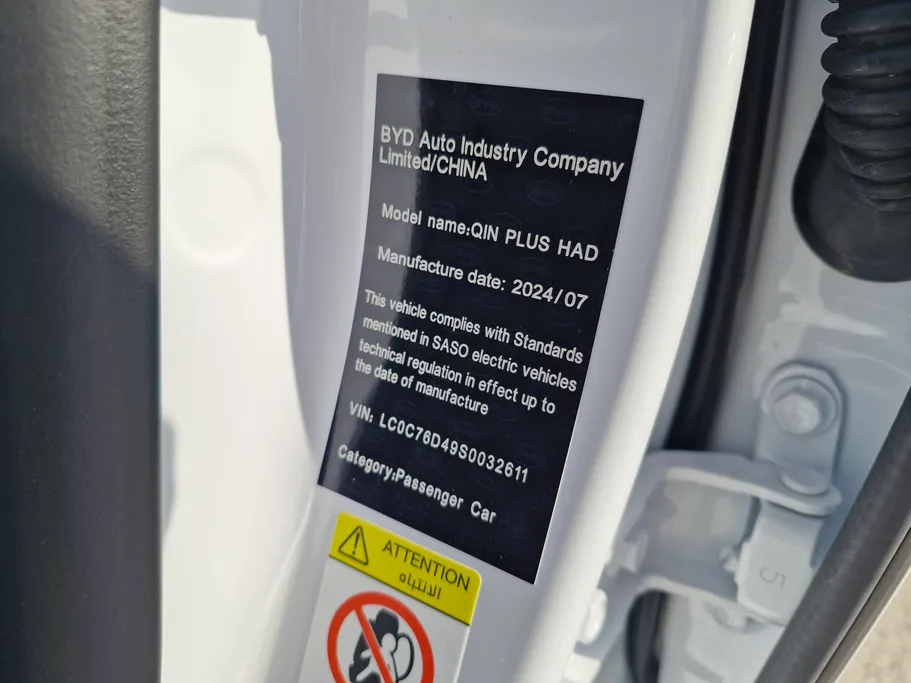 BYD Auto Industry Company
Limited/CHINA
Model name:QIN PLUS HAD
Manufacture date: 2024/07
This vehicle complies with Standards
mentioned in SASO electric vehicles
technical regulation in effect up to
the date of manufacture
VIN: LC0C76D49S0032611
Category:Passenger Car
ATTENTION
الانتباه
5